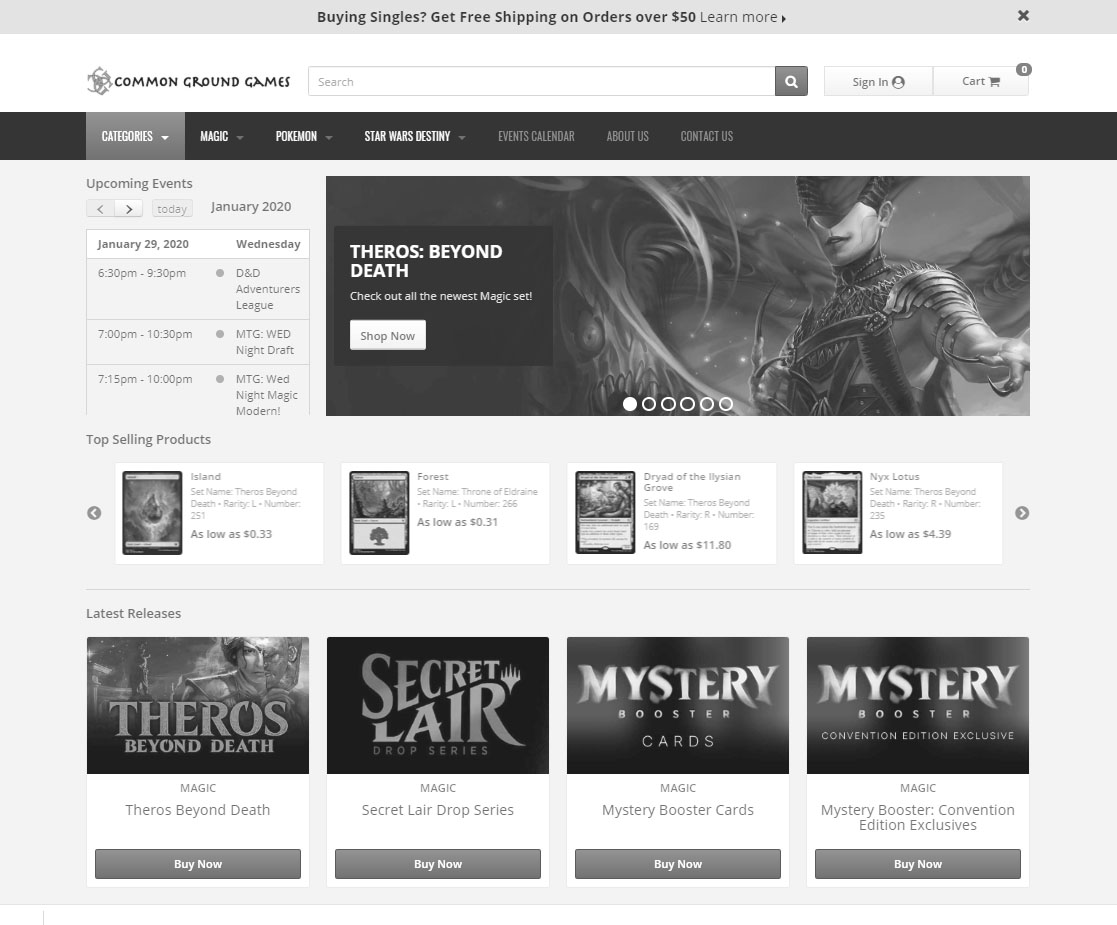 Buying Singles? Get Free Shipping on Orders over $50 Learn more
COMMON GROUND GAMES
Search
Sign In
Cart
0
CATEGORIES
MAGIC
POKEMON
STAR WARS DESTINY
EVENTS CALENDAR
ABOUT US
CONTACT US
Upcoming Events
today
January 2020
January 29, 2020 Wednesday
6:30pm - 9:30pm
D&D
Adventurers
League
7:00pm - 10:30pm
MTG: WED
Night Draft
7:15pm - 10:00pm
MTG: Wed
Night Magic
Modern!
THEROS: BEYOND
DEATH
Check out all the newest Magic set!
Shop Now
Top Selling Products
Island
Set Name: Theros Beyond
Death • Rarity: L • Number:
251
As low as $0.33
Forest
Set Name: Throne of Eldraine
• Rarity: L • Number: 266
As low as $0.31
Dryad of the Ilysian
Grove
Set Name: Theros Beyond
Death • Rarity: R • Number:
169
As low as $11.80
Nyx Lotus
Set Name: Theros Beyond
Death • Rarity: R • Number:
235
As low as $4.39
Latest Releases
THEROS
BEYOND DEATH
MAGIC
Theros Beyond Death
Buy Now
SECRET
LAIR
DROP SERIES
MAGIC
Secret Lair Drop Series
Buy Now
MYSTERY
BOOSTER
CARDS
MAGIC
Mystery Booster Cards
Buy Now
MYSTERY
BOOSTER
CONVENTION EDITION EXCLUSIVE
MAGIC
Mystery Booster: Convention
Edition Exclusives
Buy Now